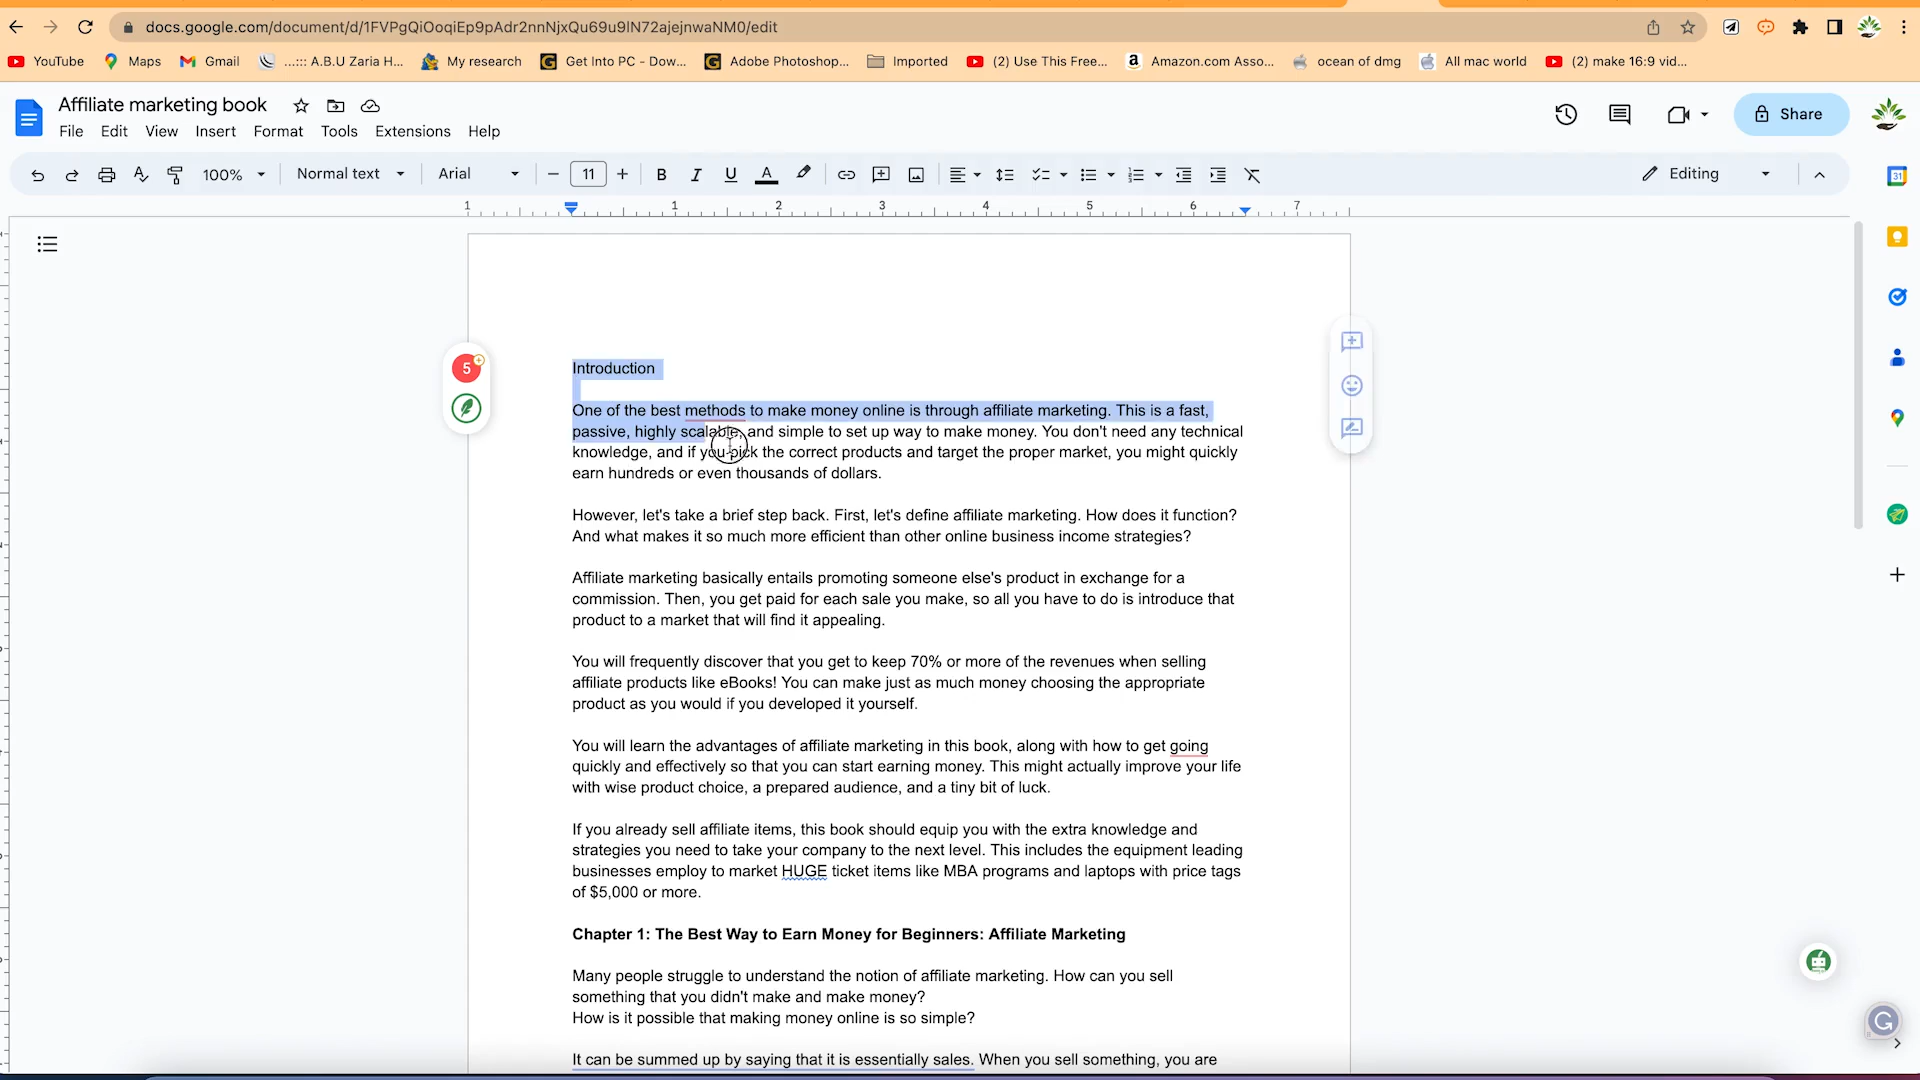 docs.google.com/document/d/1FVPgQiOoqiEp9pAdr2nnNjxQu69u9lN72ajejnwaNM0/edit
YouTube Maps Gmail ...::: A.B.U Zaria H... My research Get Into PC - Dow... Adobe Photoshop... Imported (2) Use This Free... Amazon.com Asso... ocean of dmg All mac world (2) make 16:9 vid...
Affiliate marketing book
File Edit View Insert Format Tools Extensions Help
Share
100% Normal text Arial 11 B I U A Editing
1 1 2 3 4 5 6 7
31
5
Introduction
One of the best methods to make money online is through affiliate marketing. This is a fast,
passive, highly scalable, and simple to set up way to make money. You don't need any technical
knowledge, and if you pick the correct products and target the proper market, you might quickly
earn hundreds or even thousands of dollars.
However, let's take a brief step back. First, let's define affiliate marketing. How does it function?
And what makes it so much more efficient than other online business income strategies?
Affiliate marketing basically entails promoting someone else's product in exchange for a
commission. Then, you get paid for each sale you make, so all you have to do is introduce that
product to a market that will find it appealing.
You will frequently discover that you get to keep 70% or more of the revenues when selling
affiliate products like eBooks! You can make just as much money choosing the appropriate
product as you would if you developed it yourself.
You will learn the advantages of affiliate marketing in this book, along with how to get going
quickly and effectively so that you can start earning money. This might actually improve your life
with wise product choice, a prepared audience, and a tiny bit of luck.
If you already sell affiliate items, this book should equip you with the extra knowledge and
strategies you need to take your company to the next level. This includes the equipment leading
businesses employ to market HUGE ticket items like MBA programs and laptops with price tags
of $5,000 or more.
Chapter 1: The Best Way to Earn Money for Beginners: Affiliate Marketing
Many people struggle to understand the notion of affiliate marketing. How can you sell
something that you didn't make and make money?
How is it possible that making money online is so simple?
It can be summed up by saying that it is essentially sales. When you sell something, you are